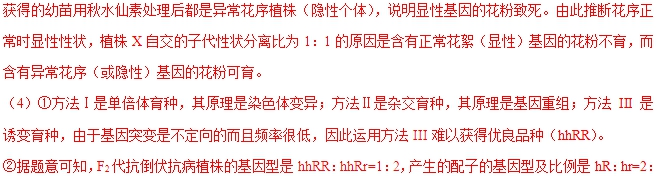 获得的幼苗用秋水仙素处理后都是异常花序植株（隐性个体），说明显性基因的花粉致死。由此推断花序正
常时显性性状，植株 X 自交的子代性状分离比为 1：1 的原因是含有正常花絮（显性）基因的花粉不育，而
含有异常花序（或隐性）基因的花粉可育。
（4）①方法 I 是单倍体育种，其原理是染色体变异；方法Ⅱ是杂交育种，其原理是基因重组；方法 III 是
诱变育种，由于基因突变是不定向的而且频率很低，因此运用方法 III 难以获得优良品种（hhRR）。
②据题意可知，F₂ 代抗倒伏抗病植株的基因型是 hhRR：hhRr=1：2，产生的配子的基因型及比例是 hR：hr=2：